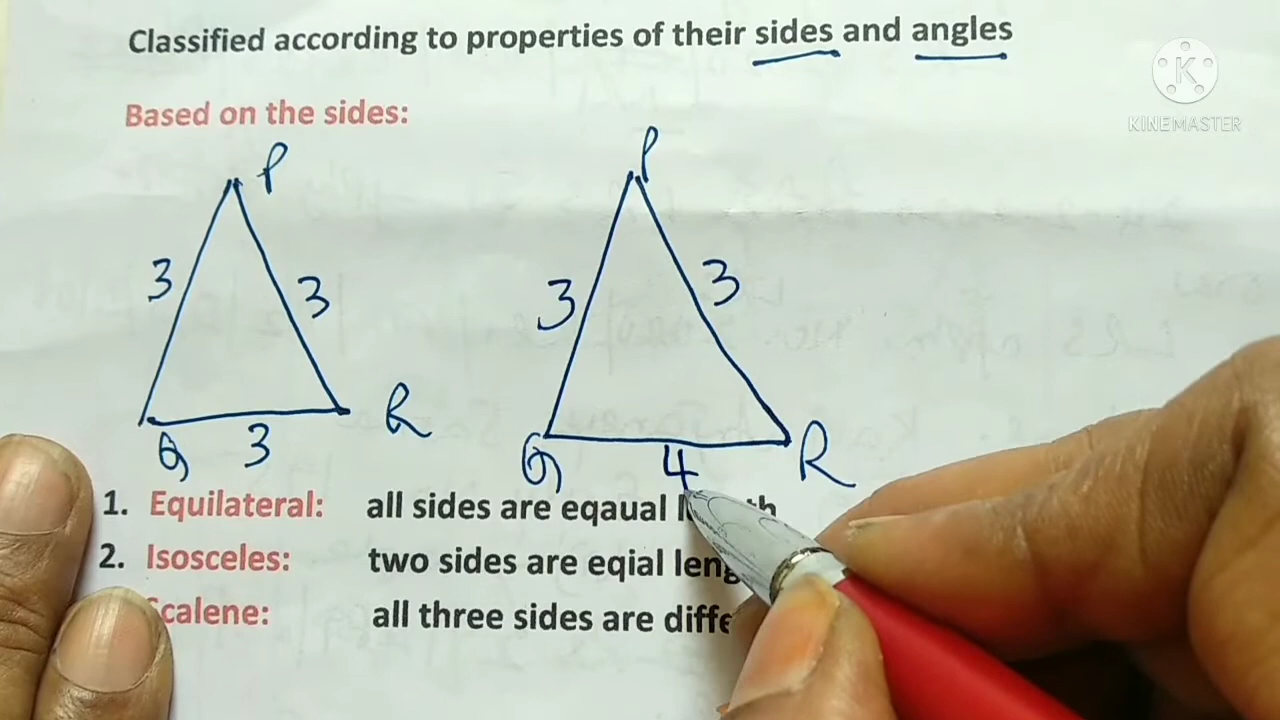 Classified according to properties of their sides and angles
KINEMASTER
Based on the sides:
P P
3 3 3 3
Q 3 R Q 4 R
1. Equilateral: all sides are eqaual
2. Isosceles: two sides are eqial
Scalene: all three sides are